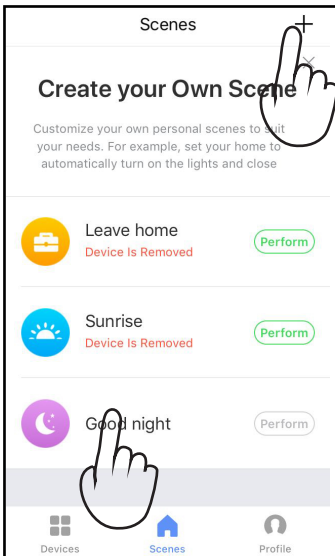 Scenes
Create your Own Scene
Customize your own personal scenes to suit
your needs. For example, set your home to
automatically turn on the lights and close
Leave home
Device Is Removed
Perform
Sunrise
Device Is Removed
Perform
Good night
Perform
Devices
Scenes
Profile